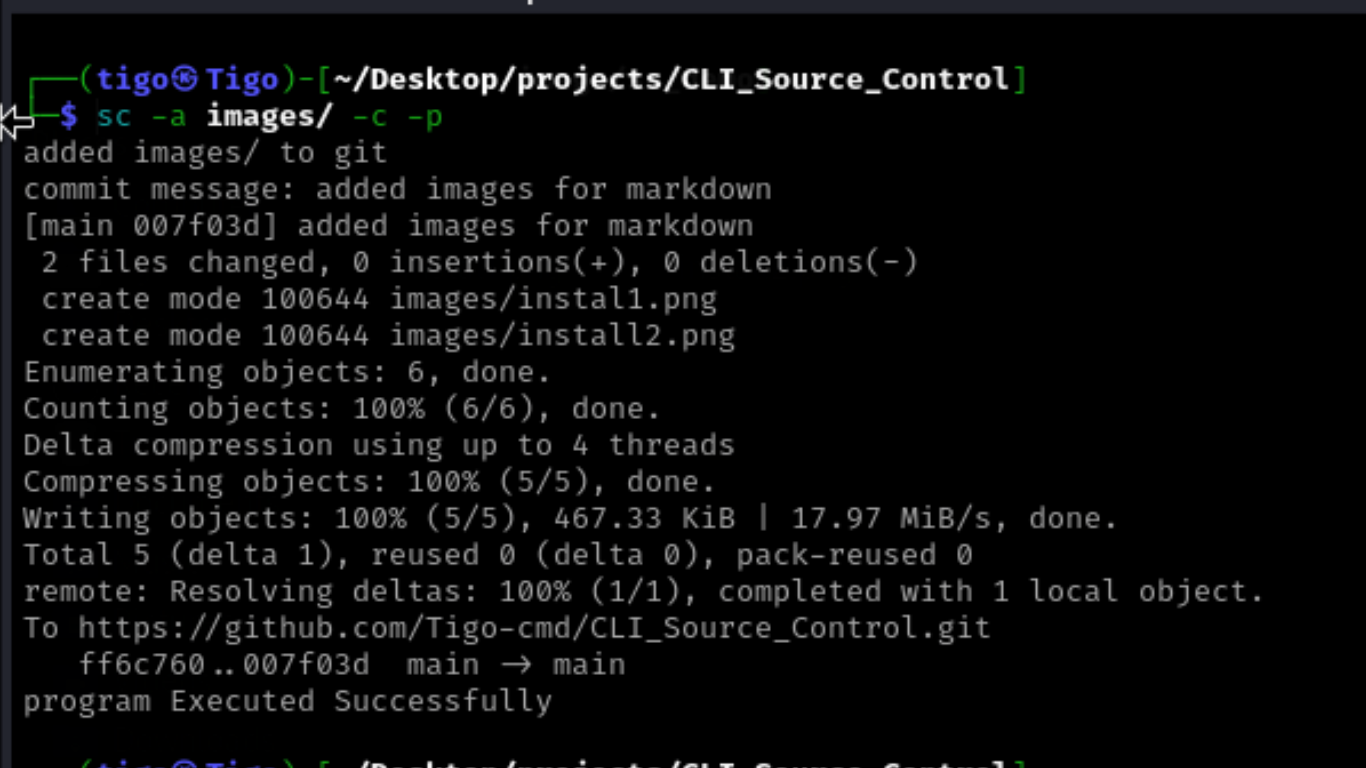 ┌──(tigo㉿Tigo)-[~/Desktop/projects/CLI_Source_Control]
└─$ sc -a images/ -c -p
added images/ to git
commit message: added images for markdown
[main 007f03d] added images for markdown
 2 files changed, 0 insertions(+), 0 deletions(-)
 create mode 100644 images/instal1.png
 create mode 100644 images/install2.png
Enumerating objects: 6, done.
Counting objects: 100% (6/6), done.
Delta compression using up to 4 threads
Compressing objects: 100% (5/5), done.
Writing objects: 100% (5/5), 467.33 KiB | 17.97 MiB/s, done.
Total 5 (delta 1), reused 0 (delta 0), pack-reused 0
remote: Resolving deltas: 100% (1/1), completed with 1 local object.
To https://github.com/Tigo-cmd/CLI_Source_Control.git
   ff6c760..007f03d  main -> main
program Executed Successfully
(tigo㉿Tigo)-[~/Desktop/projects/CLI_Source_Control]